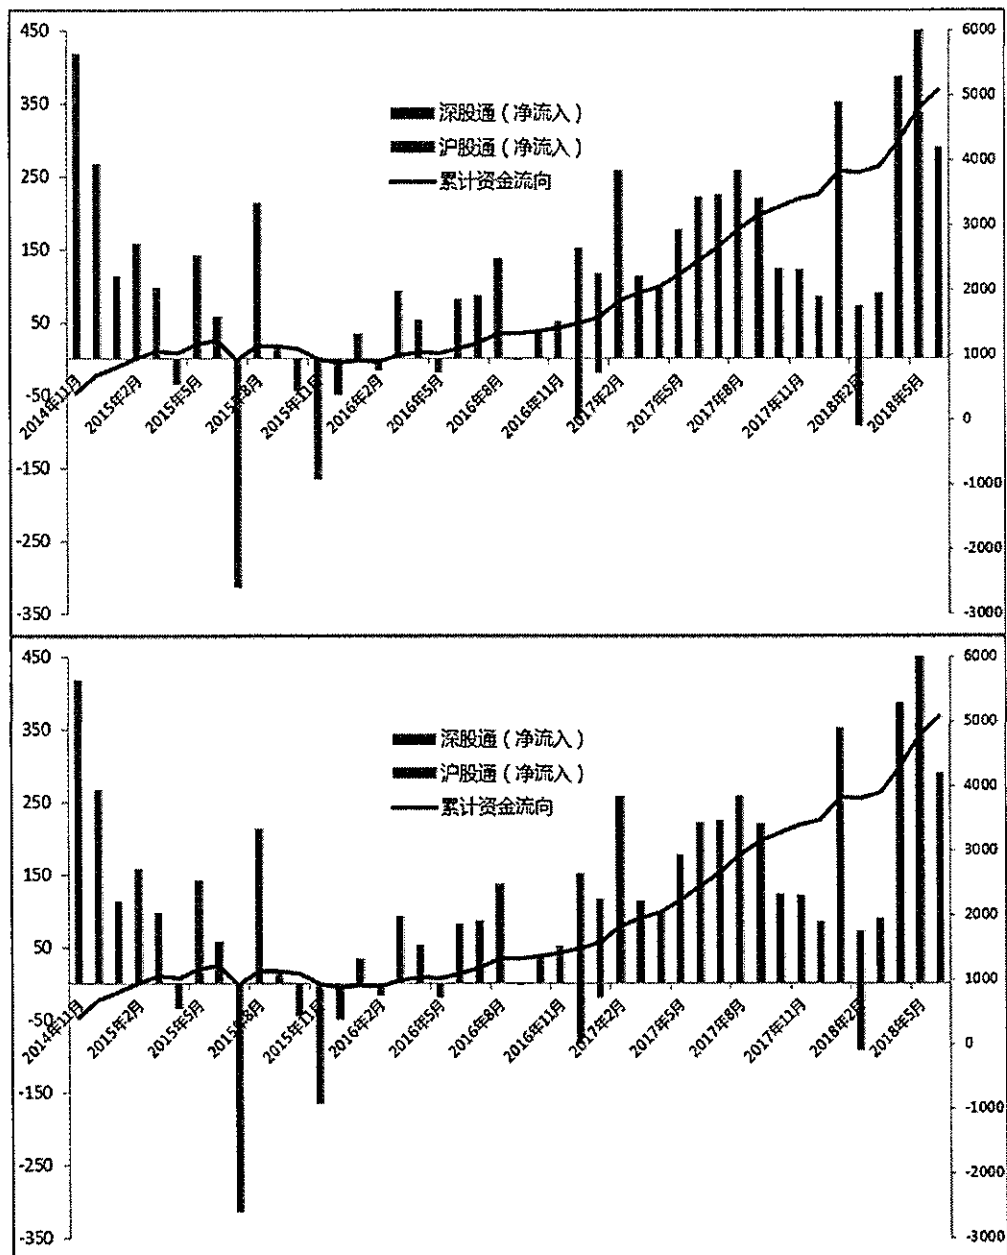 450
350
250
150
50
-50
-150
-250
-350
6000
5000
4000
3000
2000
1000
0
-1000
-2000
-3000
深股通(净流入)
沪股通(净流入)
累计资金流向
2014年11月
2015年2月
2015年5月
2015年8月
2015年11月
2016年2月
2016年5月
2016年8月
2016年11月
2017年2月
2017年5月
2017年8月
2017年11月
2018年2月
2018年5月
450
350
250
150
50
-50
-150
-250
-350
6000
5000
4000
3000
2000
1000
0
-1000
-2000
-3000
深股通(净流入)
沪股通(净流入)
累计资金流向
2014年11月
2015年2月
2015年5月
2015年8月
2015年11月
2016年2月
2016年5月
2016年8月
2016年11月
2017年2月
2017年5月
2017年8月
2017年11月
2018年2月
2018年5月